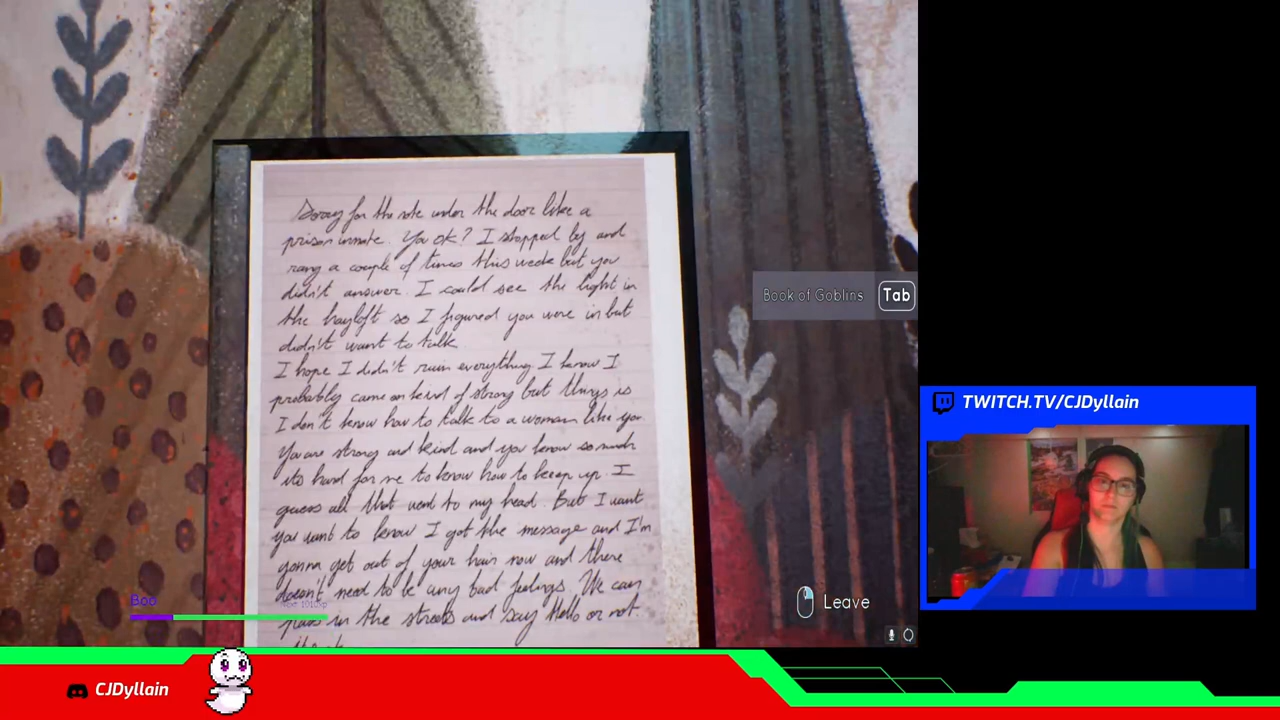 Sorry for the note under the door like a
prison inmate. You ok? I stopped by and
rang a couple of times this week but you
didn't answer. I could see the light in
the hayloft so I figured you were in but
didn't want to talk
I hope I didn't ruin everything. I know I
probably came on kind of strong but things is
I don't know how to talk to a woman like you
You are strong and kind and you know so much
its hard for me to know how to keep up. I
guess all that went to my head. But I want
you want to know I got the message and I'm
gonna get out of your hair now and there
doesn't need to be any bad feelings. We can
pass in the streets and say Hello or not.
Book of Goblins
Tab
Leave
Boo
TWITCH.TV/CJDyllain
CJDyllain